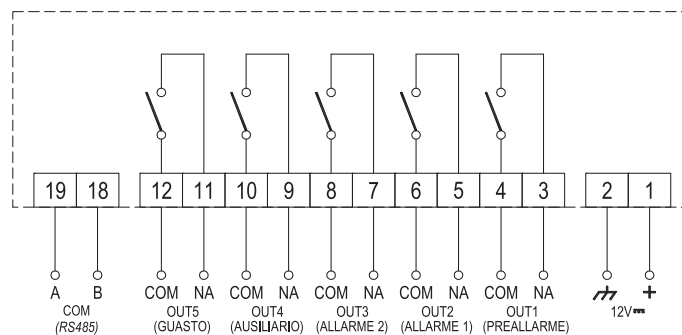 19 18 12 11 10 9 8 7 6 5 4 3 2 1
A B COM NA COM NA COM NA COM NA COM NA +
COM OUT5 OUT4 OUT3 OUT2 OUT1 12V
(RS485) (GUASTO) (AUSILIARIO) (ALLARME 2) (ALLARME 1) (PREALLARME)